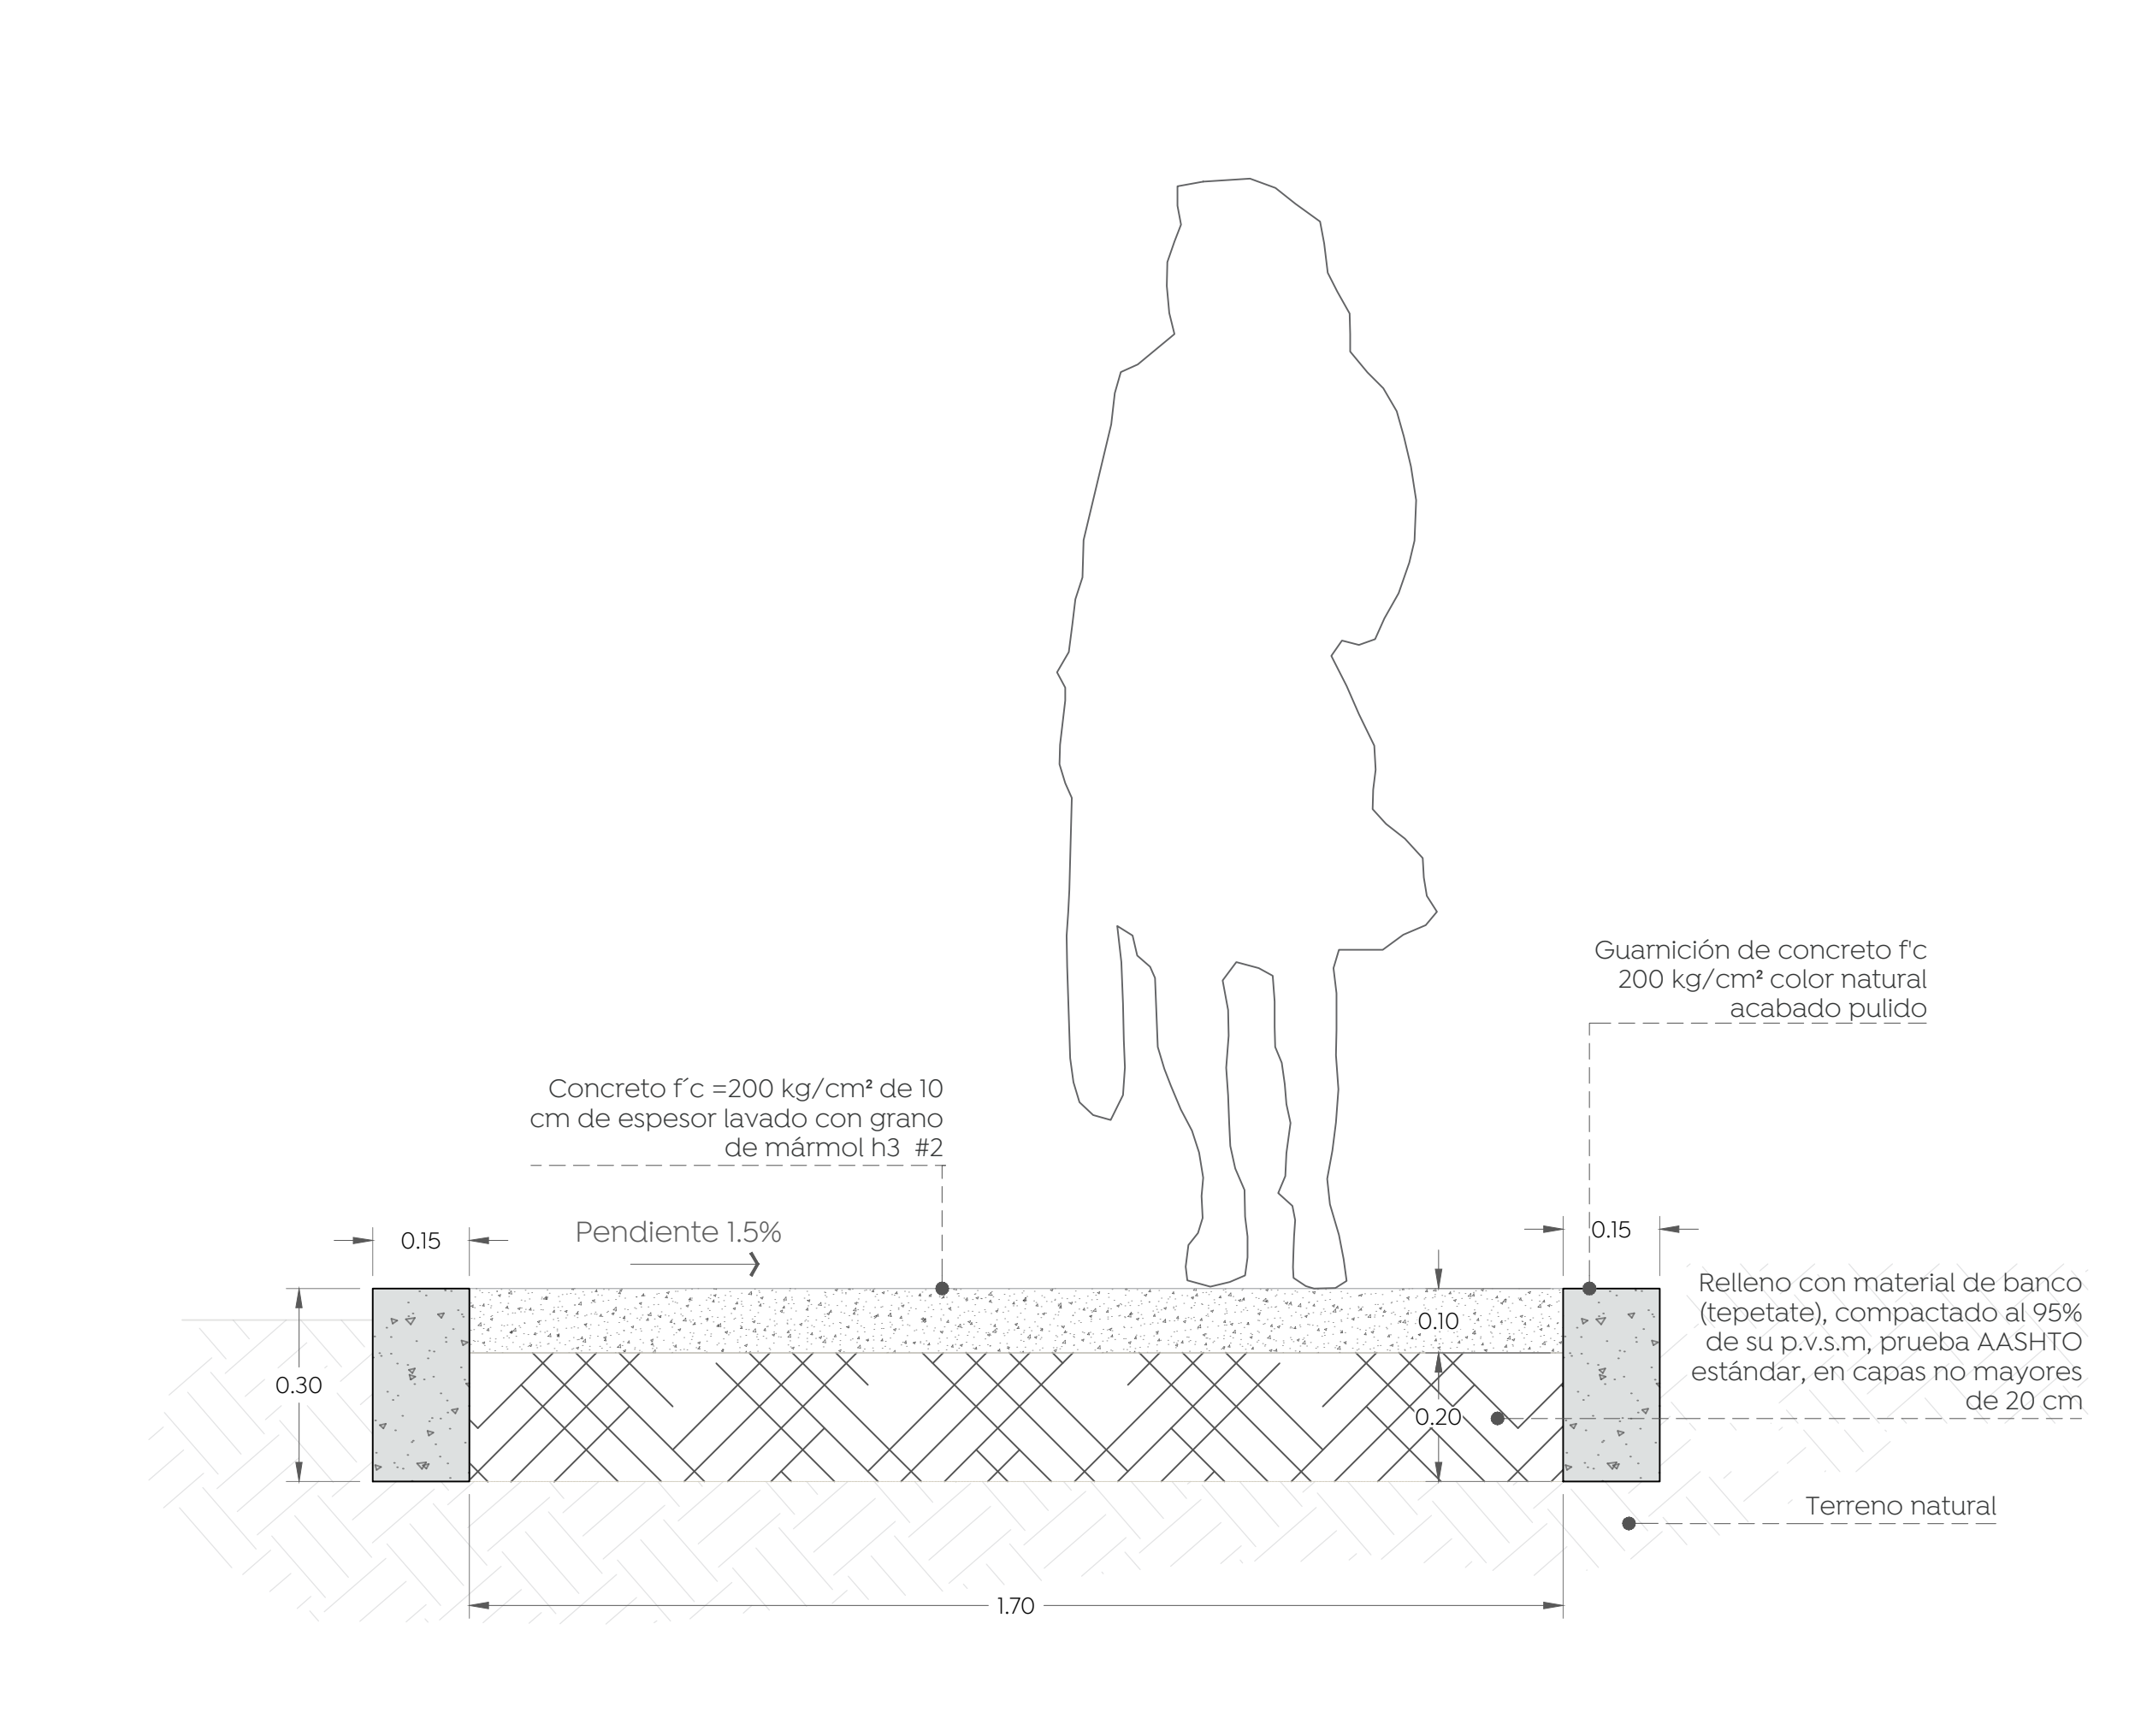 Guarnición de concreto f'c
200 kg/cm² color natural
acabado pulido
Concreto f´c =200 kg/cm² de 10
cm de espesor lavado con grano
de mármol h3 #2
Pendiente 1.5%
0.15
0.15
Relleno con material de banco
(tepetate), compactado al 95%
de su p.v.s.m, prueba AASHTO
estándar, en capas no mayores
de 20 cm
0.10
0.30
0.20
Terreno natural
1.70